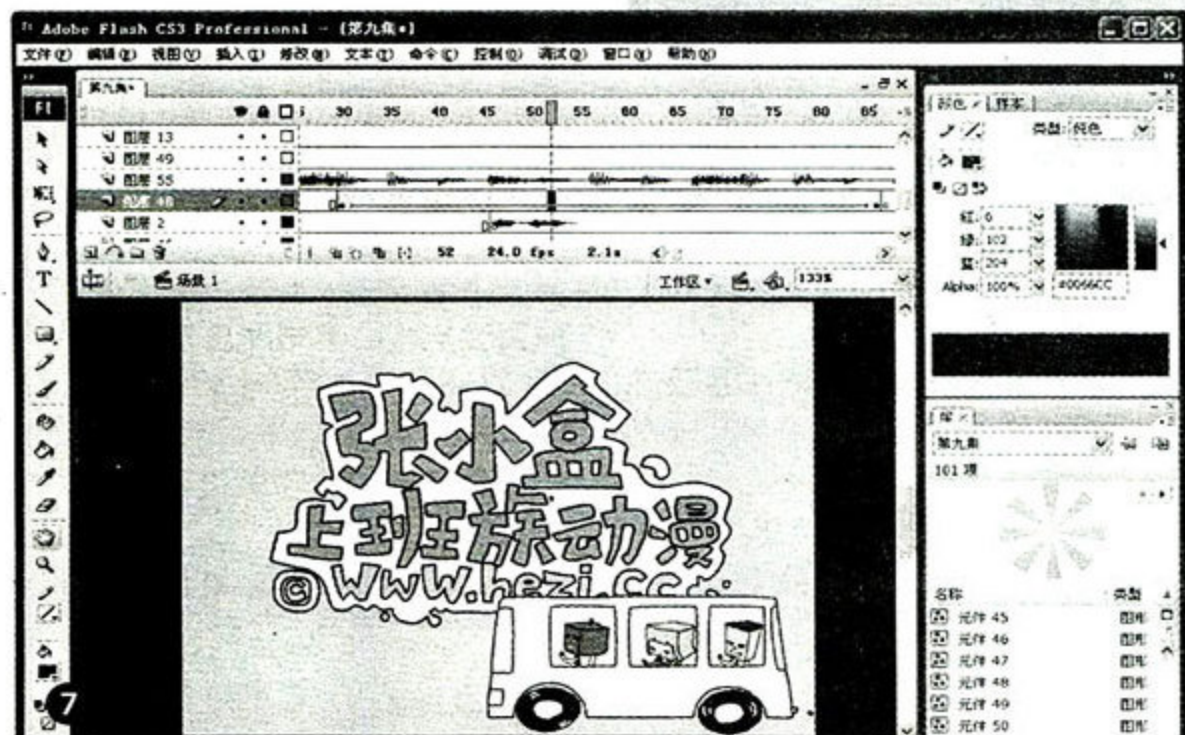 Adobe Flash CS3 Professional - [第九集*]
文件(F) 编辑(E) 视图(V) 插入(I) 修改(M) 文本(T) 命令(C) 控制(O) 调试(D) 窗口(W) 帮助(H)
第九集*
30 35 40 45 50 55 60 65 70 75 80 85
图层 13
图层 49
图层 55
图层 48
图层 2
52 24.0 fps 2.1s
场景 1
工作区
133%
张小盒
上班族动漫
© www.hezi.cc
7
Fl
T
颜色 × 样本
类型: 纯色
红: 0
绿: 102
蓝: 204
Alpha: 100%
#0066CC
库 ×
第九集
101 项
名称 类型
元件 45 图形
元件 46 图形
元件 47 图形
元件 48 图形
元件 49 图形
元件 50 图形